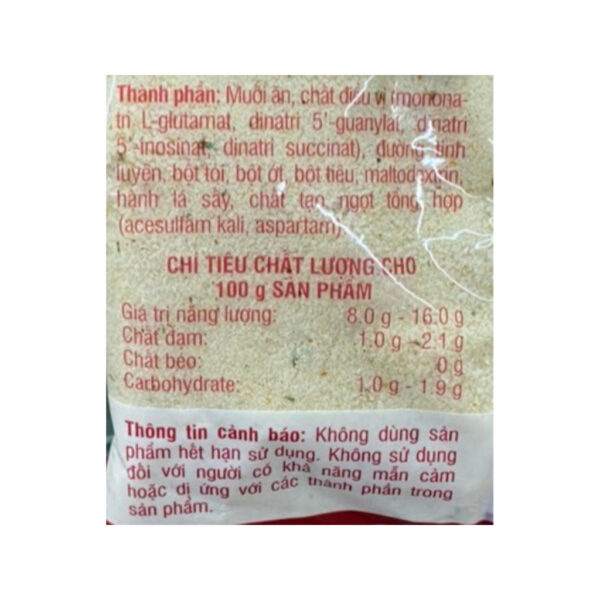 Thành phần: Muối ăn, chất điều vị (monona-
tri L-glutamat, dinatri 5'-guanylat, dinatri
5'-inosinat, dinatri succinat), đường tinh
luyện, bột tỏi, bột ớt, bột tiêu, maltodextrin,
hành lá sấy, chất tạo ngọt tổng hợp
(acesulfam kali, aspartam).
CHỈ TIÊU CHẤT LƯỢNG CHO
100 g SẢN PHẨM
Giá trị năng lượng: 8.0 g - 16.0 g
Chất đạm: 1.0 g - 2.1 g
Chất béo: 0 g
Carbohydrate: 1.0 g - 1.9 g
Thông tin cảnh báo: Không dùng sản
phẩm hết hạn sử dụng. Không sử dụng
đối với người có khả năng mẫn cảm
hoặc dị ứng với các thành phần trong
sản phẩm.